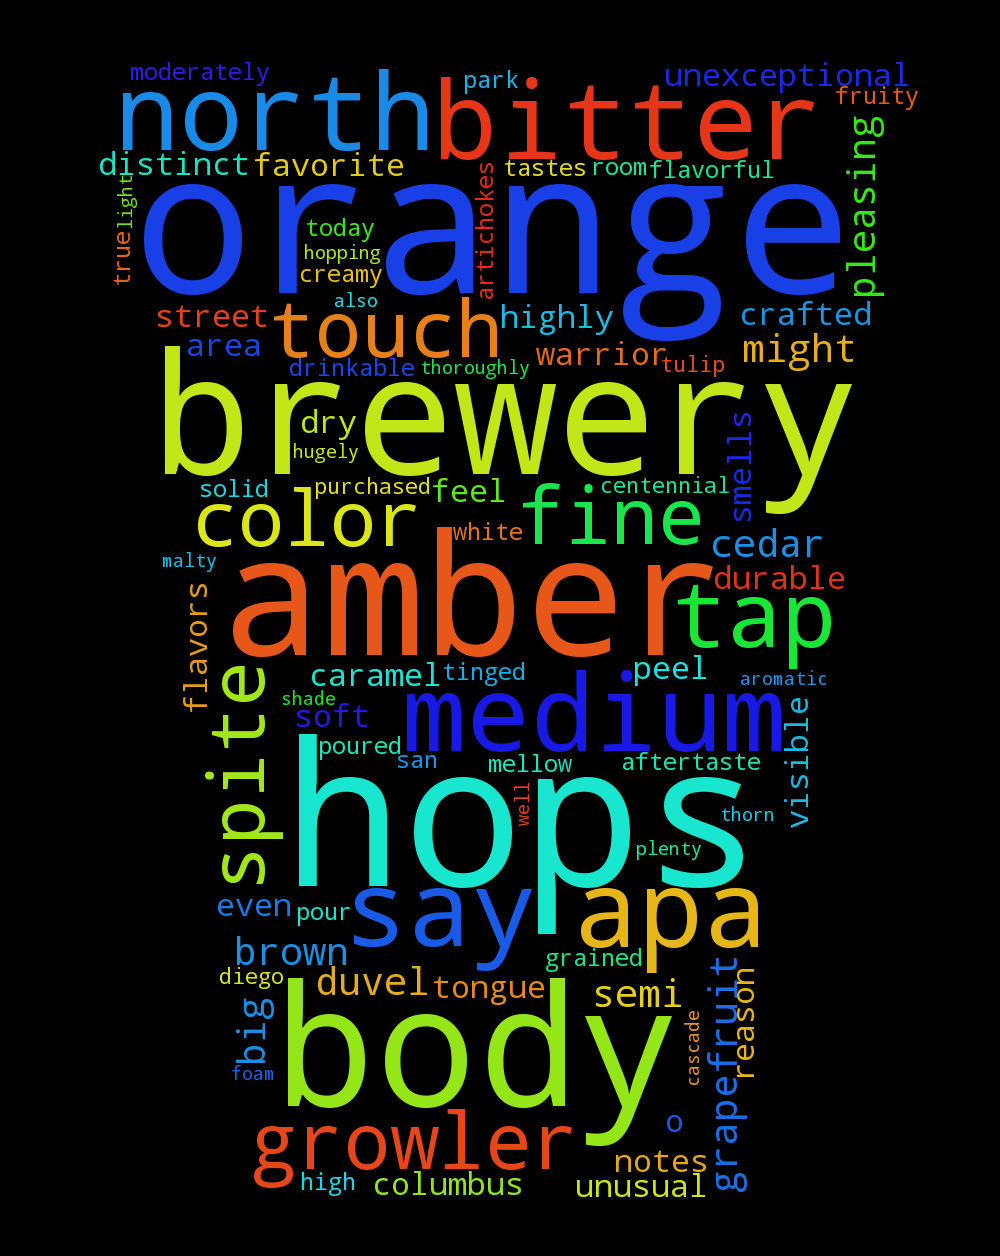 moderately
park
unexceptional
north
bitter
fruity
distinct
favorite
tastes
room
flavorful
pleasing
true
light
orange
artichokes
today
hopping
creamy
also
street
touch
highly
crafted
area
drinkable
thoroughly
warrior
tulip
might
brewery
dry
hugely
smells
solid
purchased
feel
centennial
color
white
fine
cedar
malty
amber
durable
tap
flavors
caramel
tinged
peel
aromatic
shade
soft
medium
visible
spite
poured
san
mellow
aftertaste
hops
well
thorn
plenty
even
pour
say
apa
brown
grained
diego
duvel
tongue
semi
grapefruit
reason
big
foam
body
cascade
growler
o
notes
high
columbus
unusual